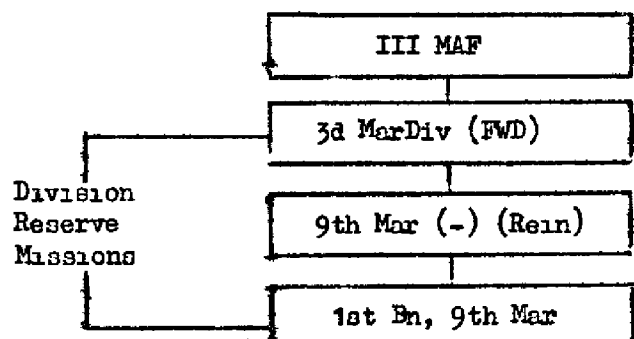 III MAF
3d MarDiv (FWD)
Division
Reserve
Missions
9th Mar (-) (Rein)
1st Bn, 9th Mar